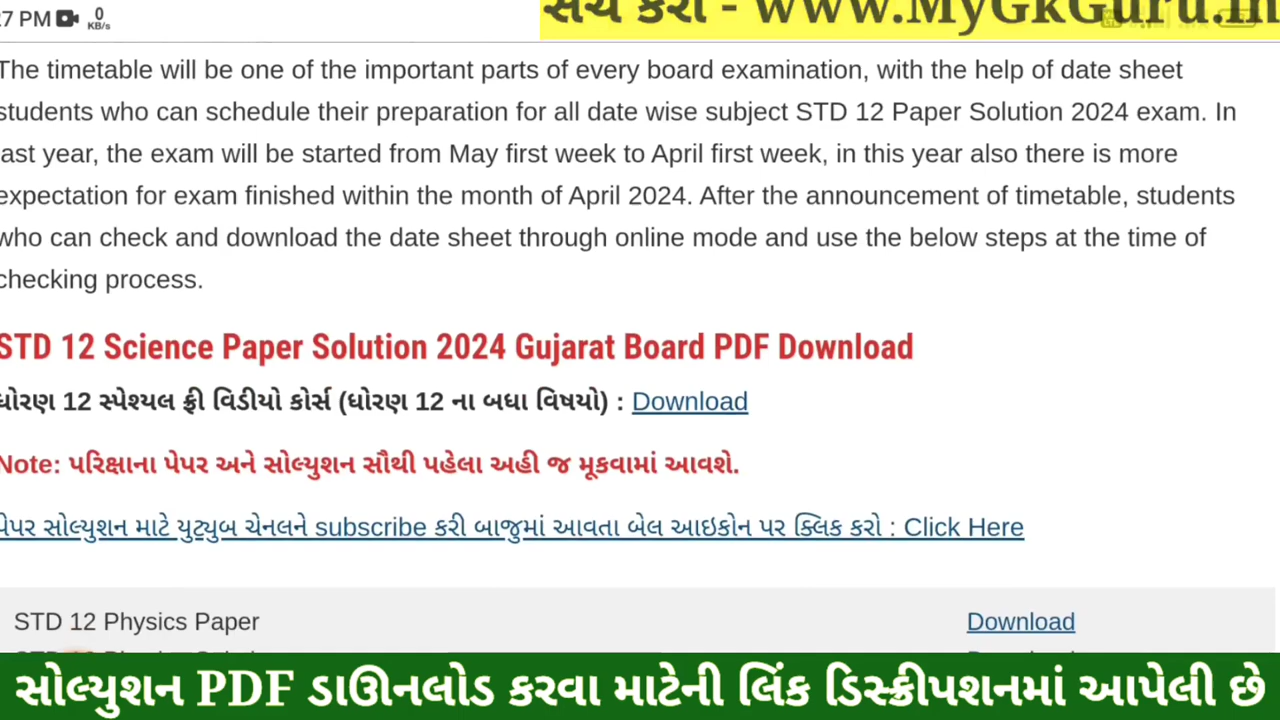 27 PM 0 KB/s
સર્ચ કરો - www.MyGkGuru.in
The timetable will be one of the important parts of every board examination, with the help of date sheet
students who can schedule their preparation for all date wise subject STD 12 Paper Solution 2024 exam. In
last year, the exam will be started from May first week to April first week, in this year also there is more
expectation for exam finished within the month of April 2024. After the announcement of timetable, students
who can check and download the date sheet through online mode and use the below steps at the time of
checking process.
STD 12 Science Paper Solution 2024 Gujarat Board PDF Download
ધોરણ 12 સ્પેશ્યલ ફ્રી વિડીયો કોર્સ (ધોરણ 12 ના બધા વિષયો) : Download
Note: પરિક્ષાના પેપર અને સોલ્યુશન સૌથી પહેલા અહી જ મૂકવામાં આવશે.
પેપર સોલ્યુશન માટે યુટ્યુબ ચેનલને subscribe કરી બાજુમાં આવતા બેલ આઇકોન પર ક્લિક કરો : Click Here
STD 12 Physics Paper Download
સોલ્યુશન PDF ડાઊનલોડ કરવા માટેની લિંક ડિસ્ક્રીપશનમાં આપેલી છે